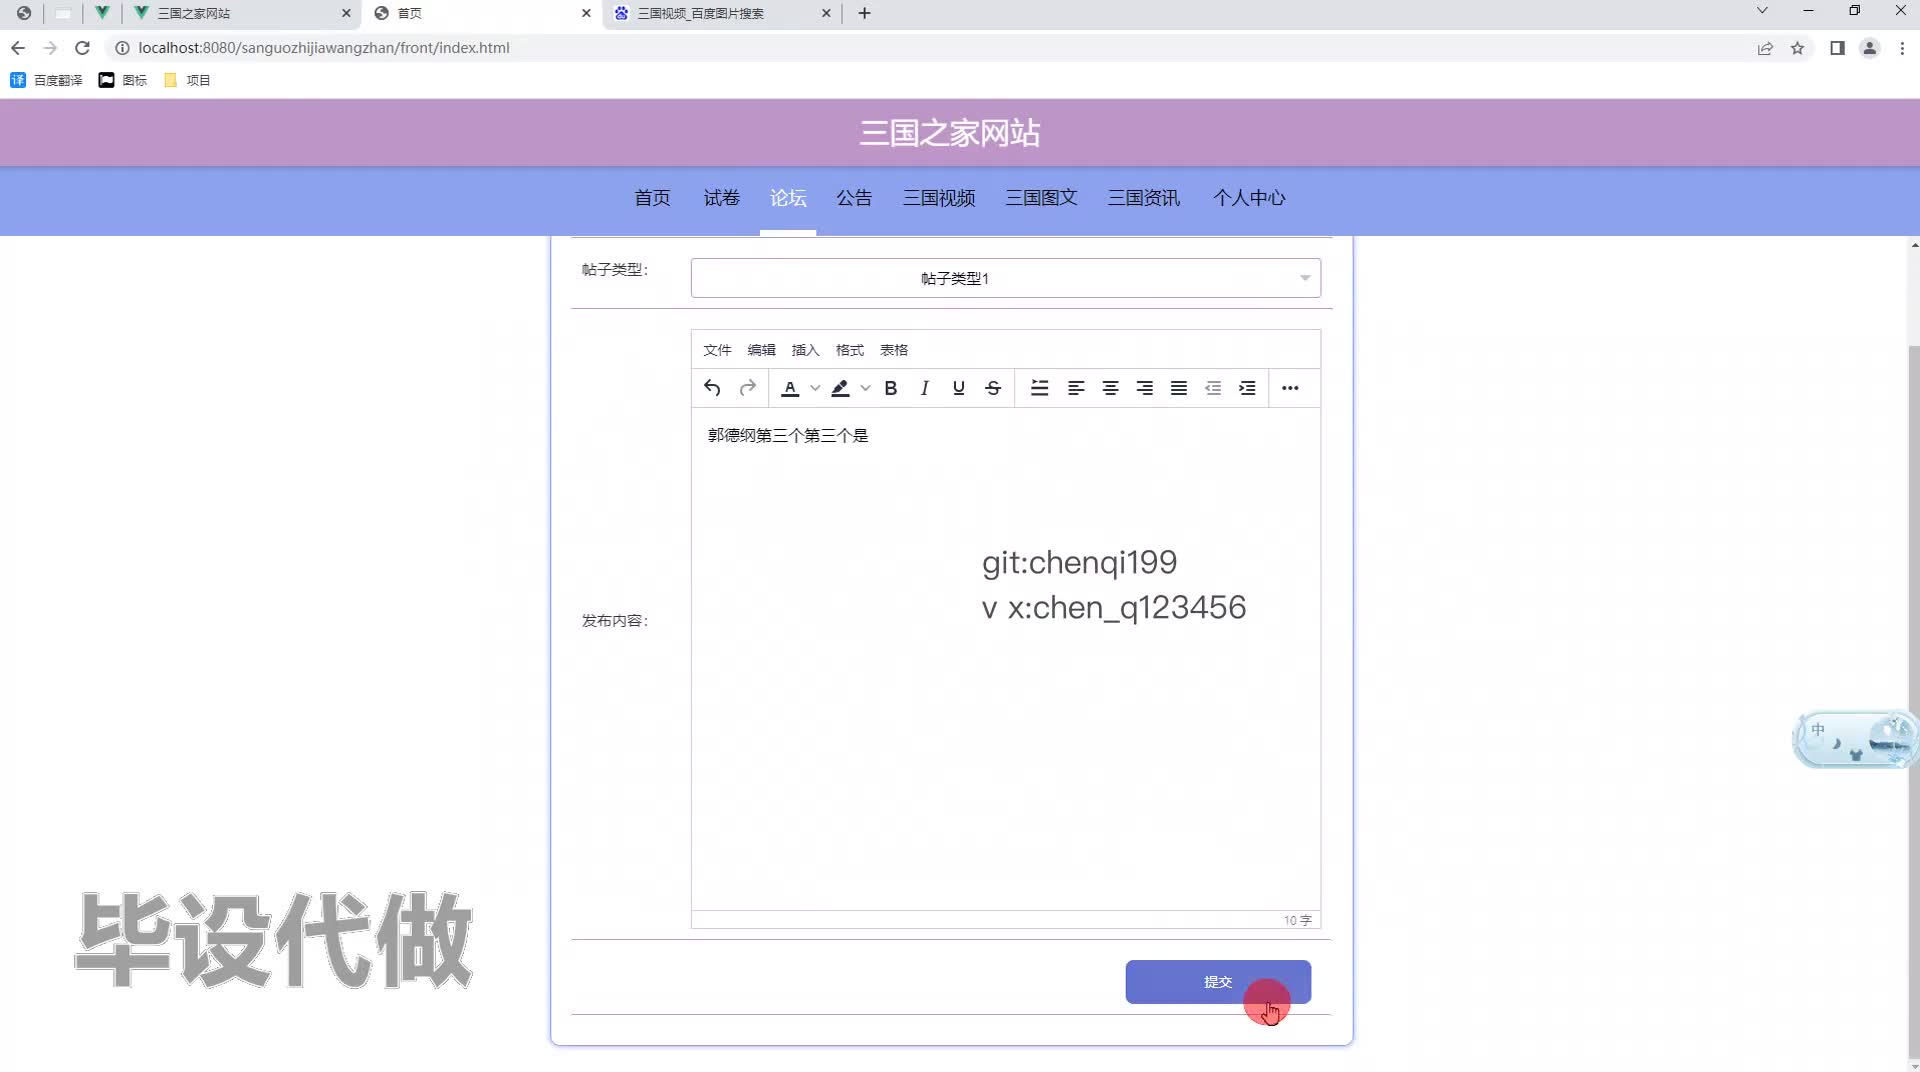 三国之家网站
首页
三国视频_百度图片搜索
localhost:8080/sanguozhijiawangzhan/front/index.html
百度翻译 图标 项目
三国之家网站
首页 试卷 论坛 公告 三国视频 三国图文 三国资讯 个人中心
帖子类型：
帖子类型1
文件 编辑 插入 格式 表格
郭德纲第三个第三个是
git:chenqi199
v x:chen_q123456
发布内容：
中
10 字
毕设代做
提交